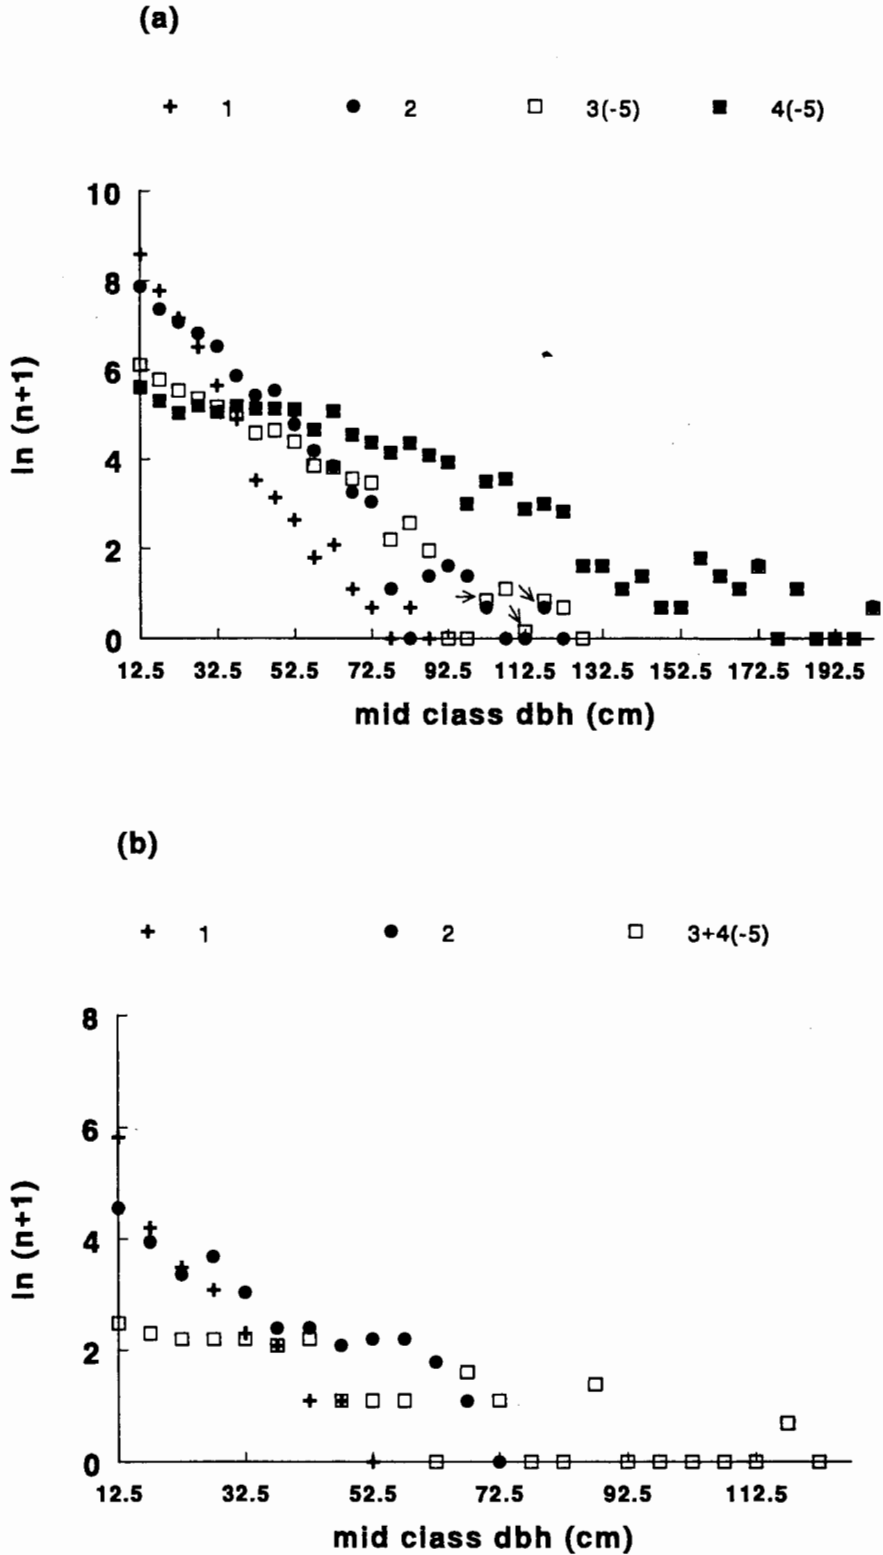 (a)
1 2 3(-5) 4(-5)
10
8
6
4
2
0
ln (n+1)
12.5 32.5 52.5 72.5 92.5 112.5 132.5 152.5 172.5 192.5
mid class dbh (cm)
(b)
1 2 3+4(-5)
8
6
4
2
0
ln (n+1)
12.5 32.5 52.5 72.5 92.5 112.5
mid class dbh (cm)